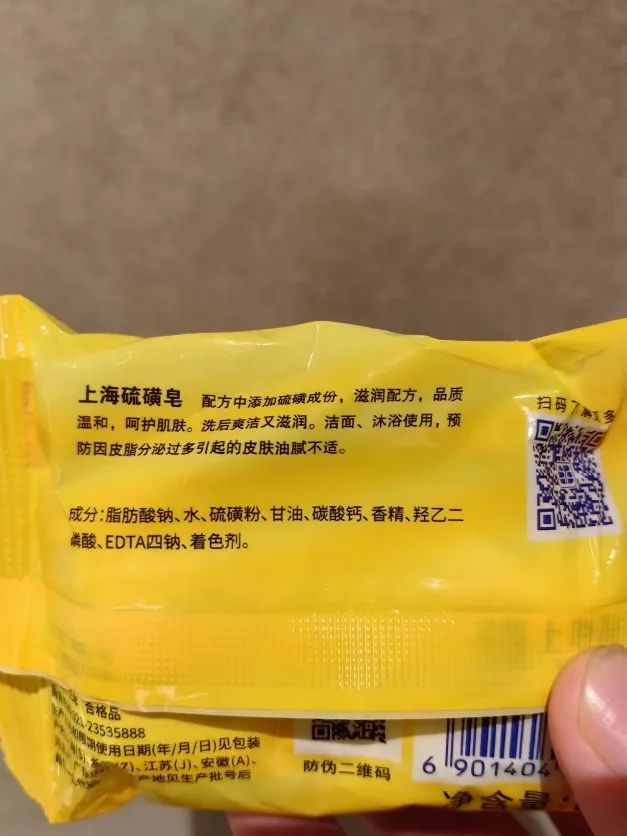 上海硫磺皂 配方中添加硫磺成份，滋润配方，品质
温和，呵护肌肤。洗后爽洁又滋润。洁面、沐浴使用，预
防因皮脂分泌过多引起的皮肤油腻不适。
扫码了解更多
成分：脂肪酸钠、水、硫磺粉、甘油、碳酸钙、香精、羟乙二
磷酸、EDTA四钠、着色剂。
合格品
21-23535888
使用日期(年/月/日)见包装
(Z)、江苏(J)、安徽(A)、
产地见生产批号后
防伪二维码
6 901404
净含量